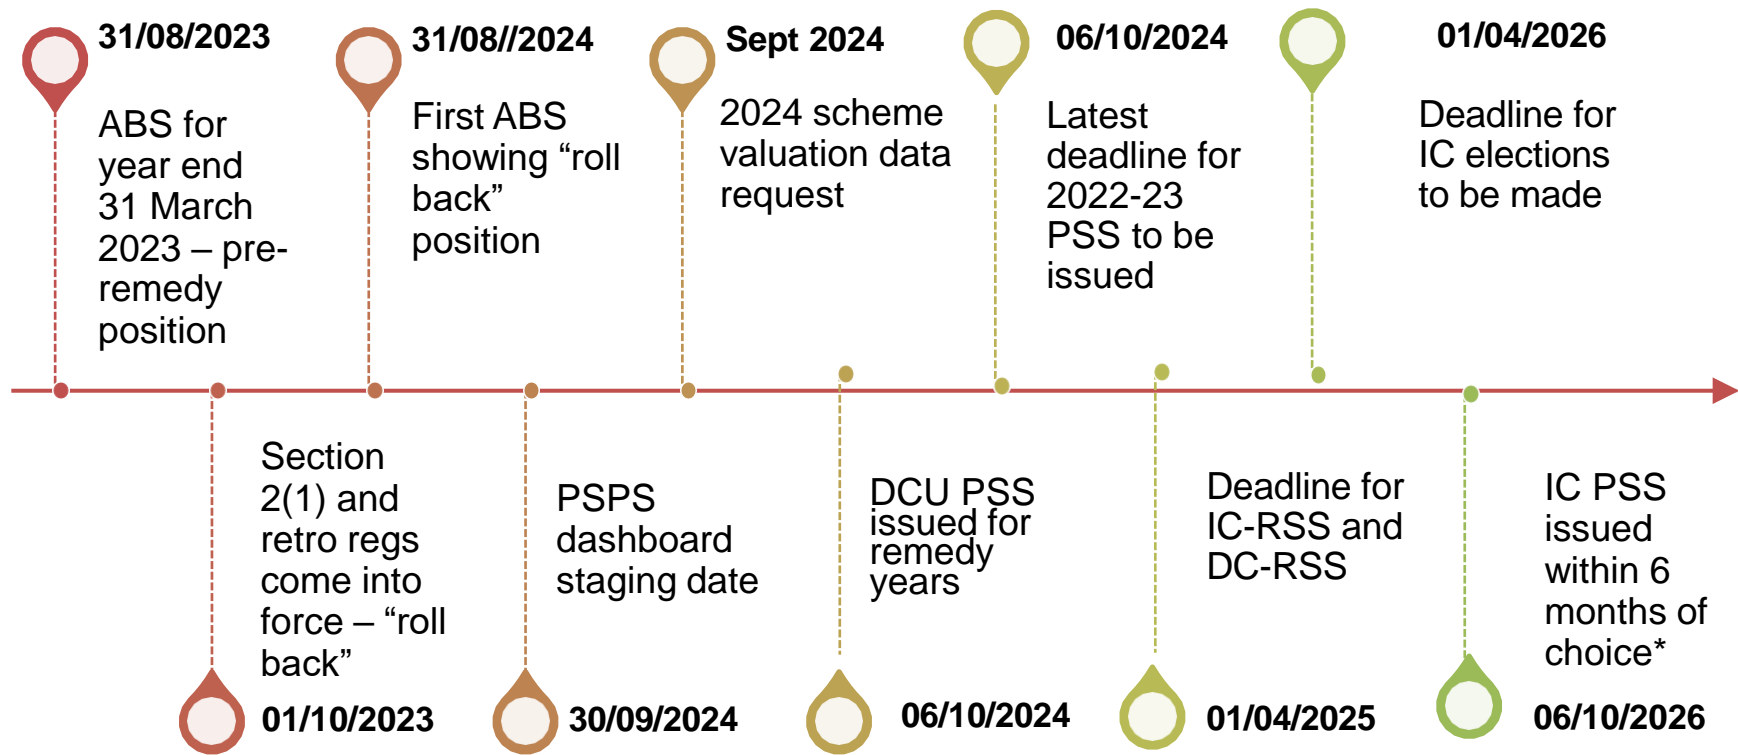 31/08/2023
ABS for
year end
31 March
2023 – pre-
remedy
position
31/08//2024
First ABS
showing “roll
back”
position
Sept 2024
2024 scheme
valuation data
request
06/10/2024
Latest
deadline for
2022-23
PSS to be
issued
01/04/2026
Deadline for
IC elections
to be made
Section
2(1) and
retro regs
come into
force – “roll
back”
01/10/2023
PSPS
dashboard
staging date
30/09/2024
DCU PSS
issued for
remedy
years
06/10/2024
Deadline for
IC-RSS and
DC-RSS
01/04/2025
IC PSS
issued
within 6
months of
choice*
06/10/2026